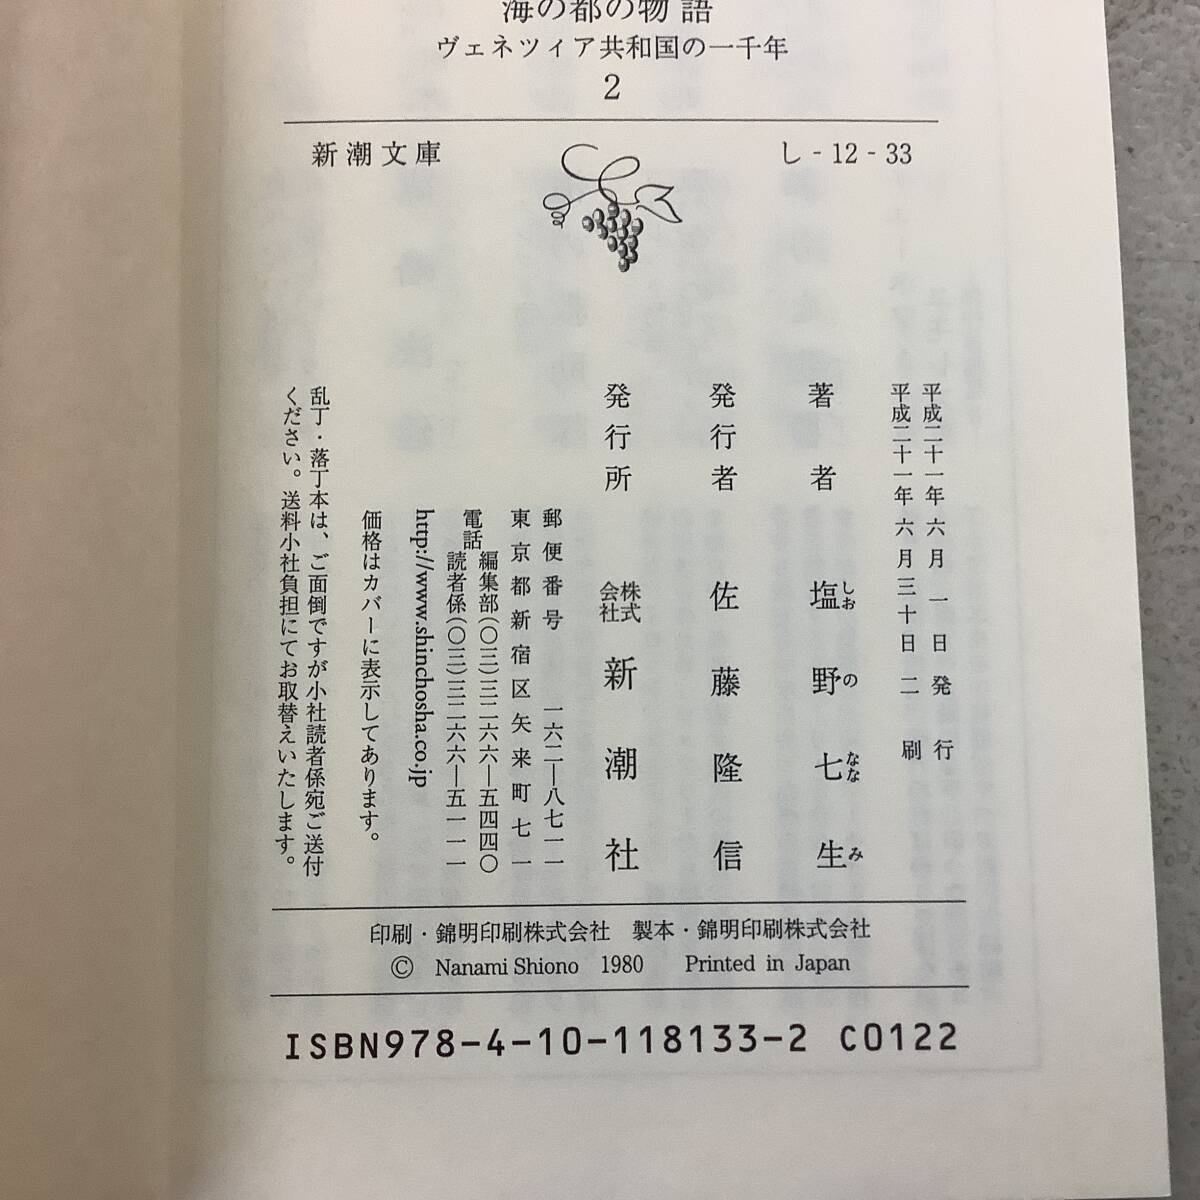 海の都の物語
ヴェネツィア共和国の一千年
2
新潮文庫
し - 12 - 33
平成二十一年六月一日発行
平成二十一年六月三十日二刷
著者 塩野七生
しおのななみ
発行者 佐藤隆信
発行所 株式会社 新潮社
郵便番号 一六二―八七一一
東京都新宿区矢来町七一
電話 編集部(〇三)三二六六―五四四〇
読者係(〇三)三二六六―五一一一
http://www.shinchosha.co.jp
価格はカバーに表示してあります。
乱丁・落丁本は、ご面倒ですが小社読者係宛ご送付
ください。送料小社負担にてお取替えいたします。
印刷・錦明印刷株式会社 製本・錦明印刷株式会社
© Nanami Shiono 1980 Printed in Japan
ISBN978-4-10-118133-2 C0122